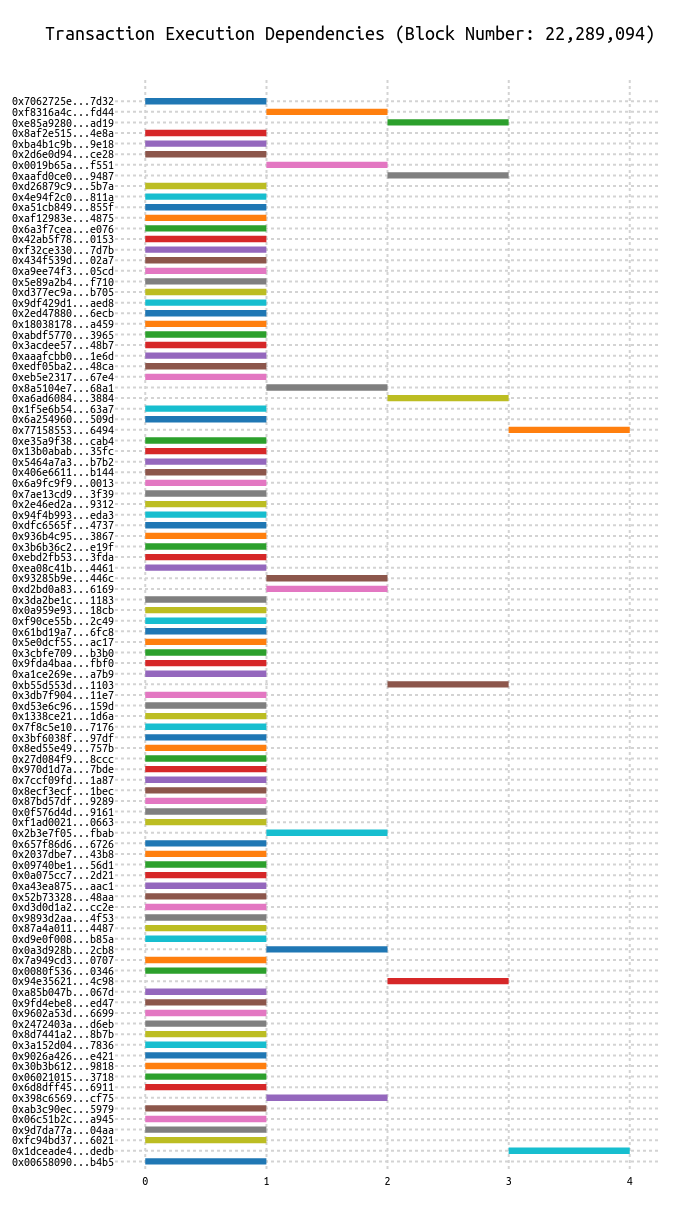 Transaction Execution Dependencies (Block Number: 22,289,094)
0x7062725e...7d32
0xf8316a4c...fd44
0xe85a9280...ad19
0x8af2e515...4e8a
0xba4b1c9b...9e18
0x2d6e0d94...ce28
0x0019b65a...f551
0xaafd0ce0...9487
0xd26879c9...5b7a
0x4e94f2c0...811a
0xa51cb849...855f
0xaf12983e...4875
0x6a3f7cea...e076
0x42ab5f78...0153
0xf32ce330...7d7b
0x434f539d...02a7
0xa9ee74f3...05cd
0x5e89a2b4...f710
0xd377ec9a...b705
0x9df429d1...aed8
0x2ed47880...6ecb
0x18038178...a459
0xabdf5770...3965
0x3acdee57...48b7
0xaaafcbb0...1e6d
0xedf05ba2...48ca
0xeb5e2317...67e4
0x8a5104e7...68a1
0xa6ad6084...3884
0x1f5e6b54...63a7
0x6a254960...509d
0x77158553...6494
0xe35a9f38...cab4
0x13b0abab...35fc
0x5464a7a3...b7b2
0x406e6611...b144
0x6a9fc9f9...0013
0x7ae13cd9...3f39
0x2e46ed2a...9312
0x94f4b993...eda3
0xdfc6565f...4737
0x936b4c95...3867
0x3b6b36c2...e19f
0xebd2fb53...3fda
0xea08c41b...4461
0x93285b9e...446c
0xd2bd0a83...6169
0x3da2be1c...1183
0x0a959e93...18cb
0xf90ce55b...2c49
0x61bd19a7...6fc8
0x5e0dcf55...ac17
0x3cbfe709...b3b0
0x9fda4baa...fbf0
0xa1ce269e...a7b9
0xb55d553d...1103
0x3db7f904...11e7
0xd53e6c96...159d
0x1338ce21...1d6a
0x7f8c5e10...7176
0x3bf6038f...97df
0x8ed55e49...757b
0x27d084f9...8ccc
0x970d1d7a...7bde
0x7ccf09fd...1a87
0x8ecf3ecf...1bec
0x87bd57df...9289
0x0f576d4d...9161
0xf1ad0021...0663
0x2b3e7f05...fbab
0x657f86d6...6726
0x2037dbe7...43b8
0x09740be1...56d1
0x0a075cc7...2d21
0xa43ea875...aac1
0x52b73328...48aa
0xd3d0d1a2...cc2e
0x9893d2aa...4f53
0x87a4a011...4487
0xd9e0f008...b85a
0x0a3d928b...2cb8
0x7a949cd3...0707
0x0080f536...0346
0x94e35621...4c98
0xa85b047b...067d
0x9fd4ebe8...ed47
0x9602a53d...6699
0x2472403a...d6eb
0x8d7441a2...8b7b
0x3a152d04...7836
0x9026a426...e421
0x30b3b612...9818
0x06021015...3718
0x6d8dff45...6911
0x398c6569...cf75
0xab3c90ec...5979
0x06c51b2c...a945
0x9d7da77a...04aa
0xfc94bd37...6021
0x1dceade4...dedb
0x00658090...b4b5
0 1 2 3 4